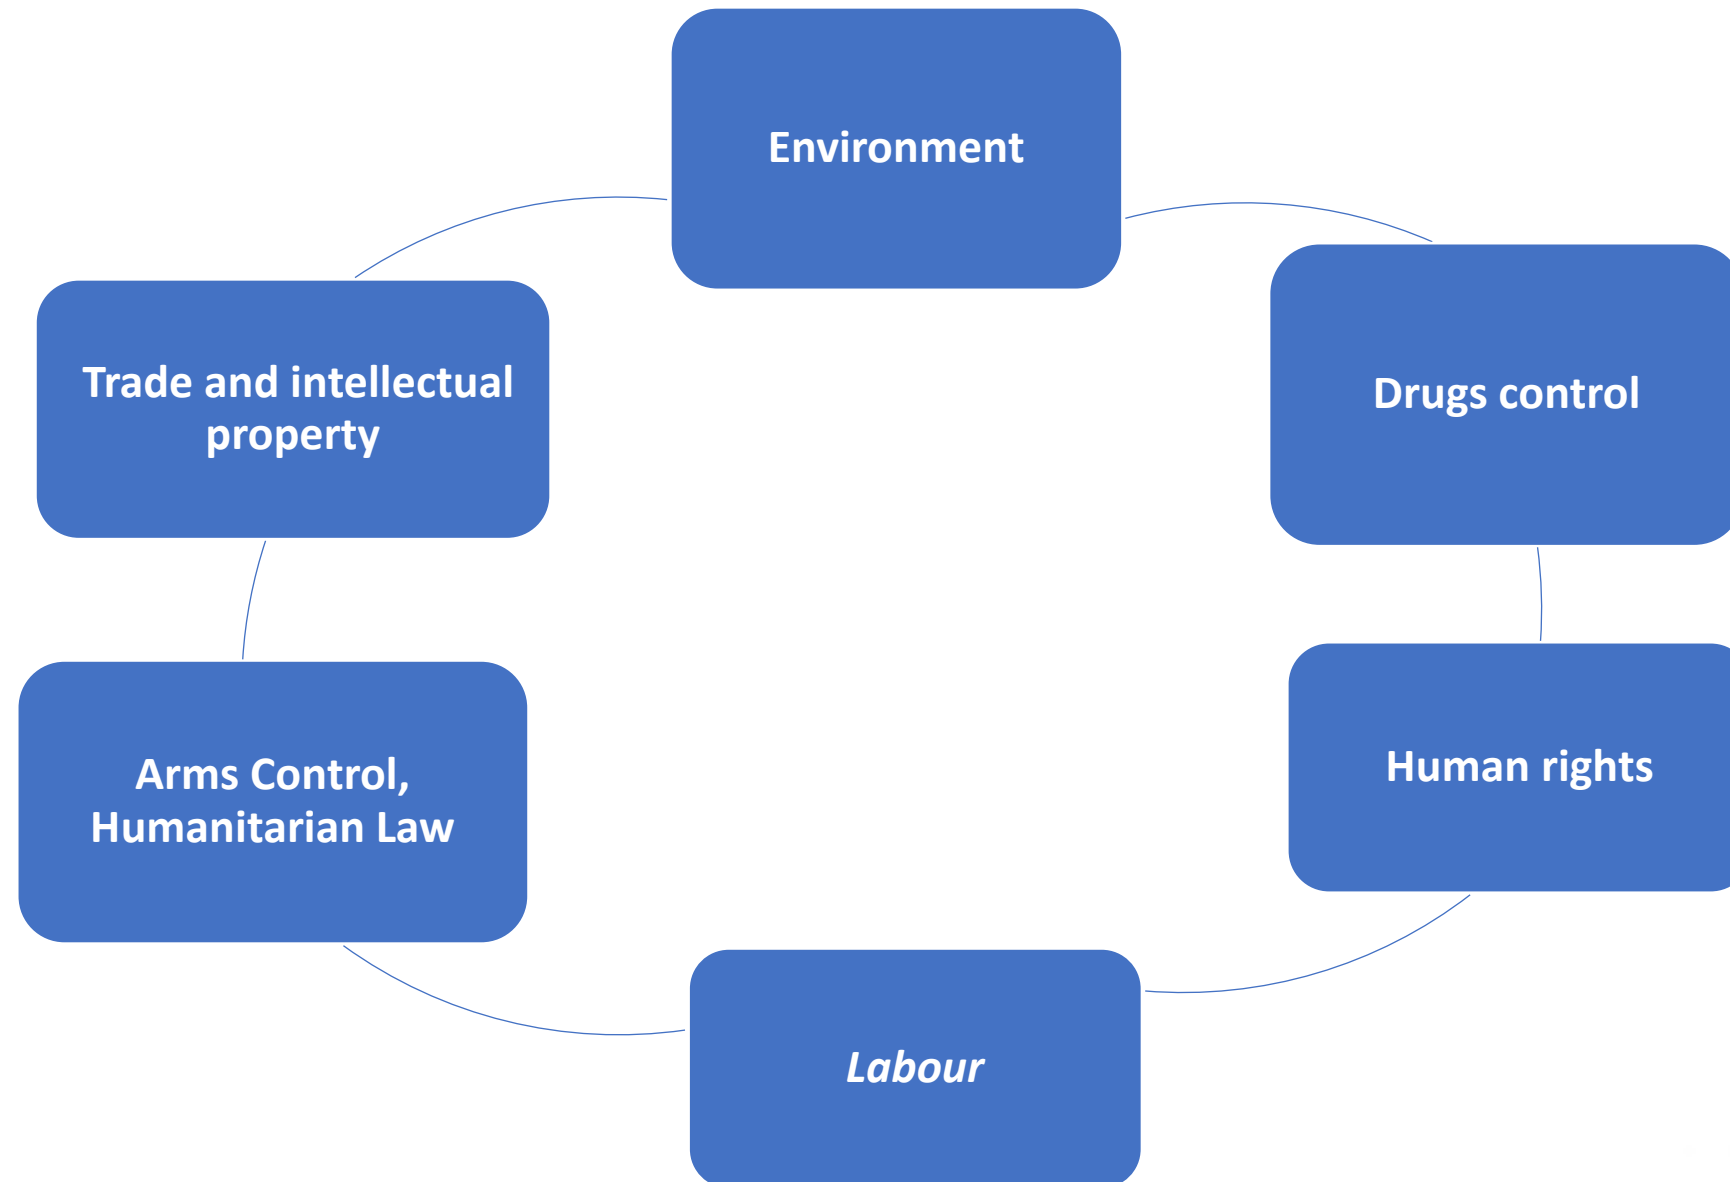 Environment
Drugs control
Human rights
Labour
Arms Control,
Humanitarian Law
Trade and intellectual
property